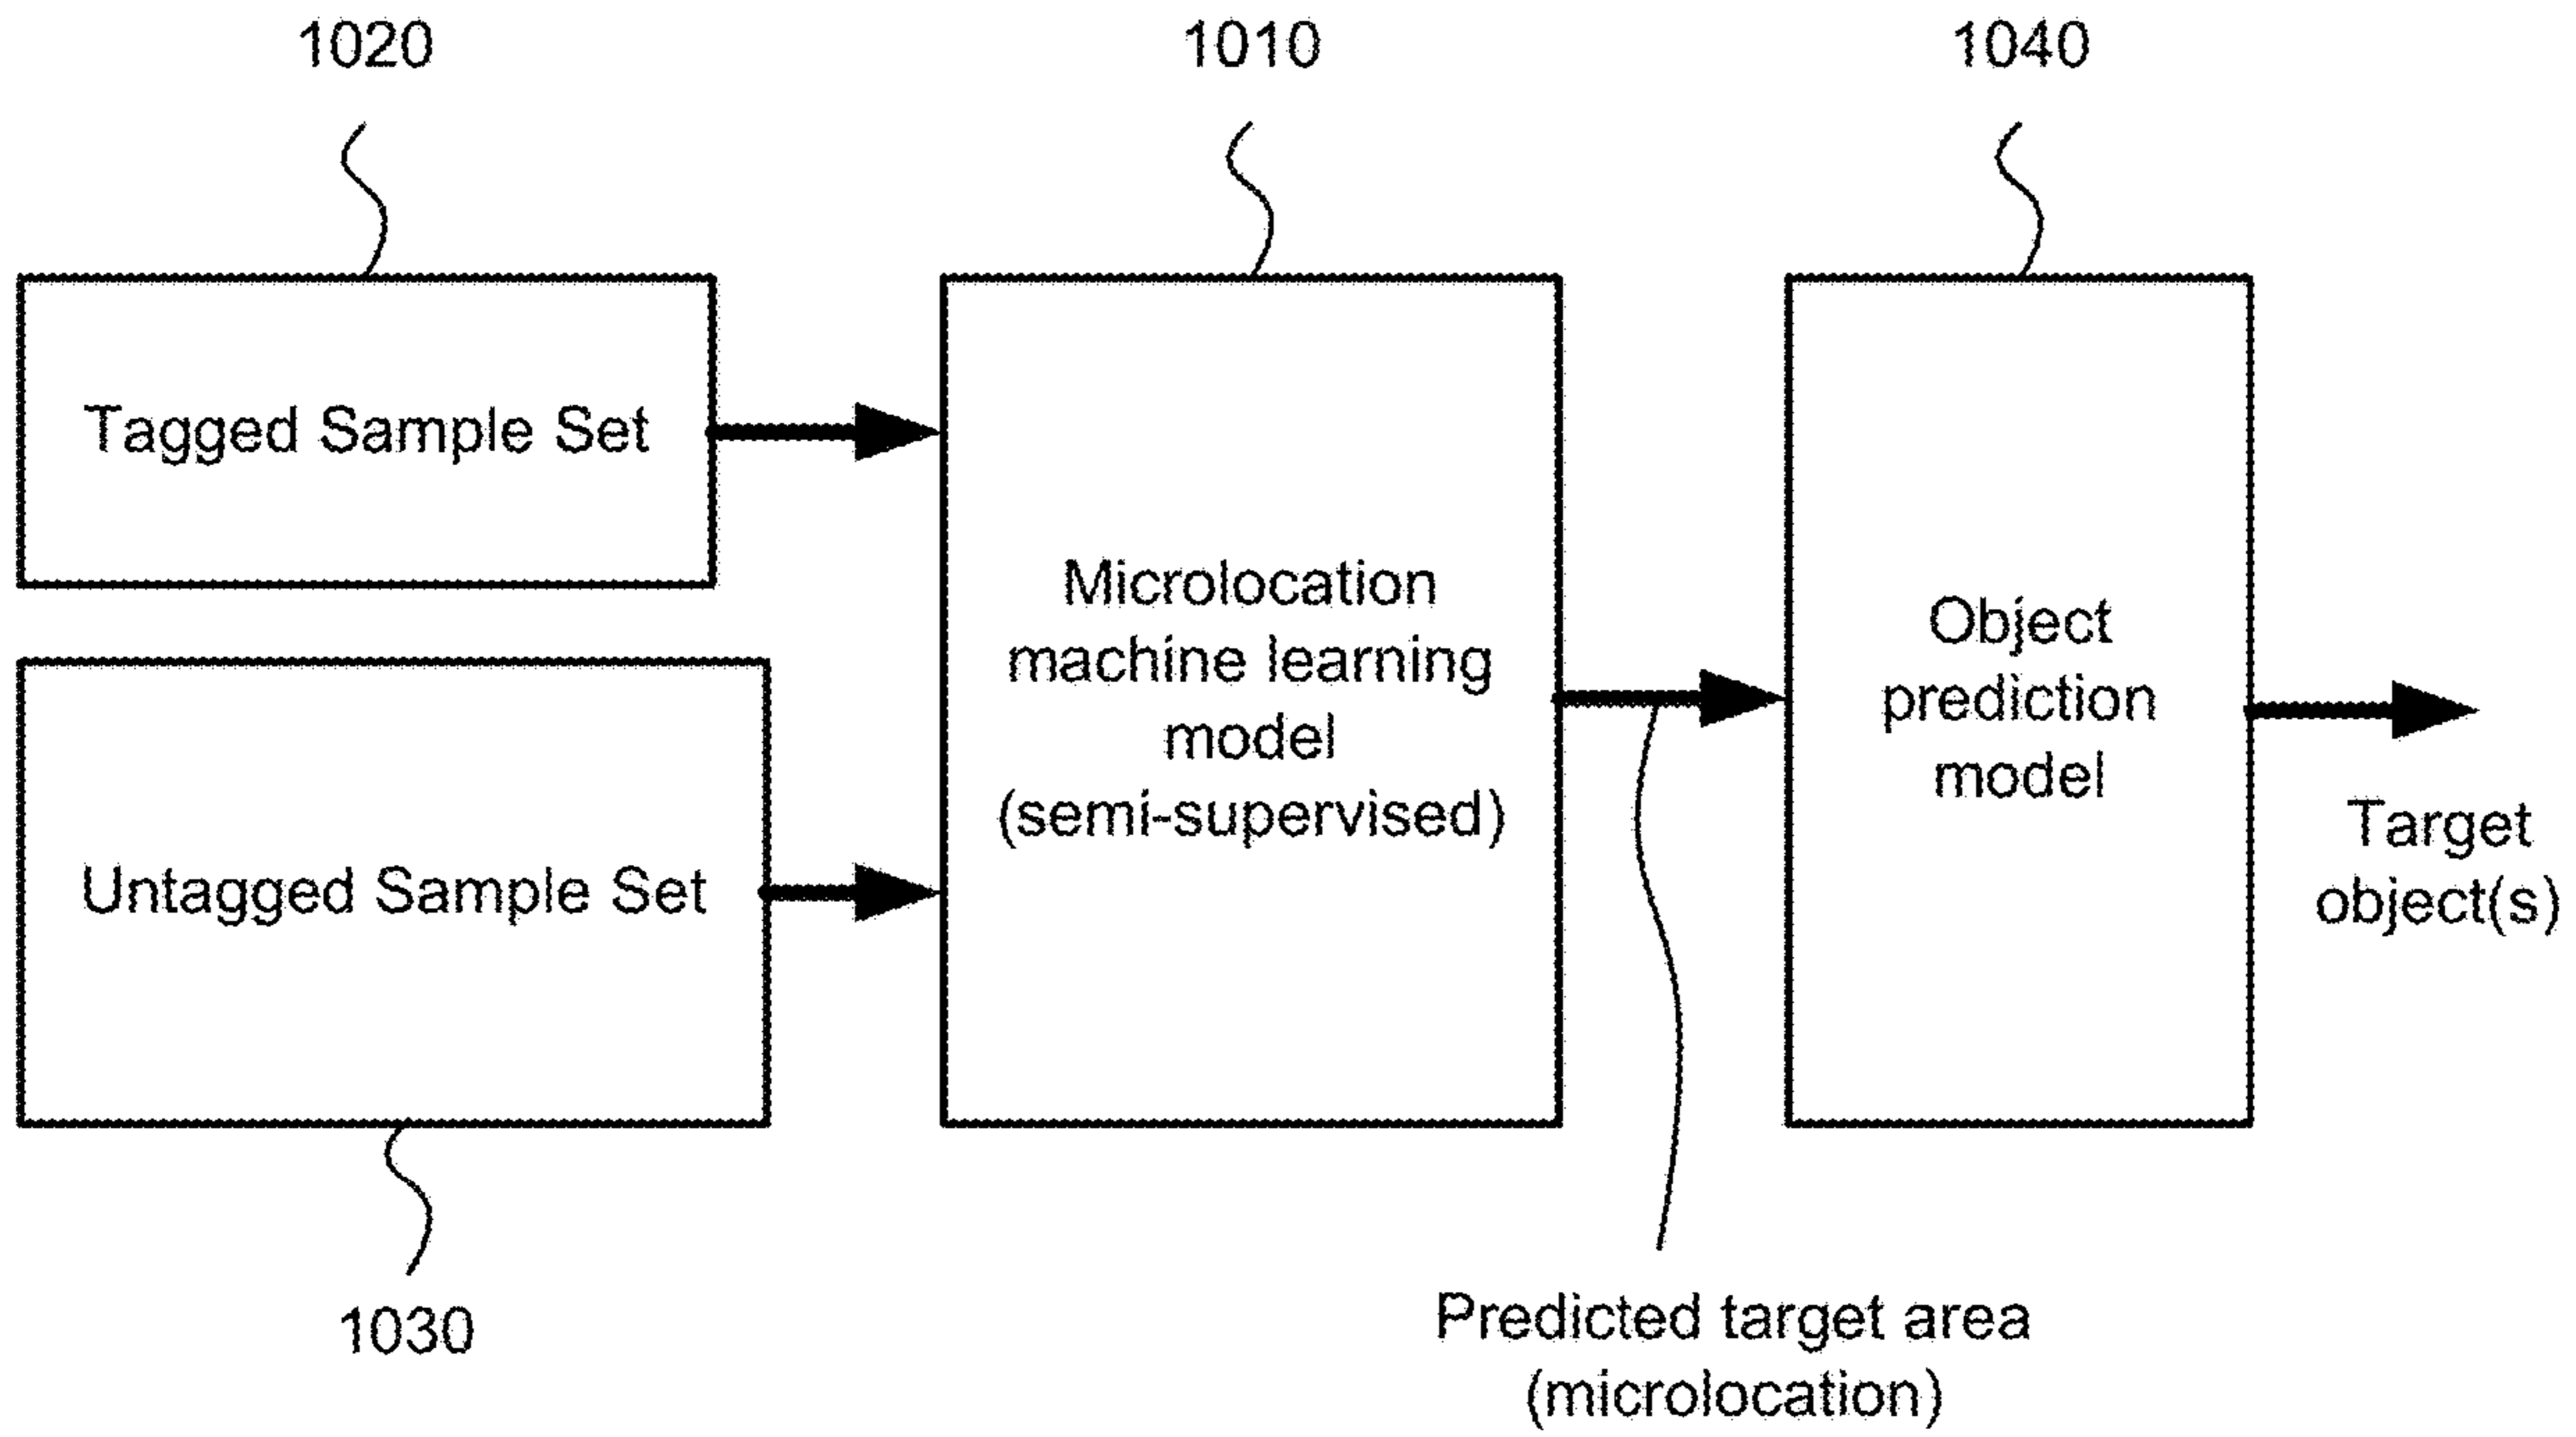 1020
1010
1040
Tagged Sample Set
Untagged Sample Set
Microlocation
machine learning
model
(semi-supervised)
Object
prediction
model
Target
object(s)
1030
Predicted target area
(microlocation)